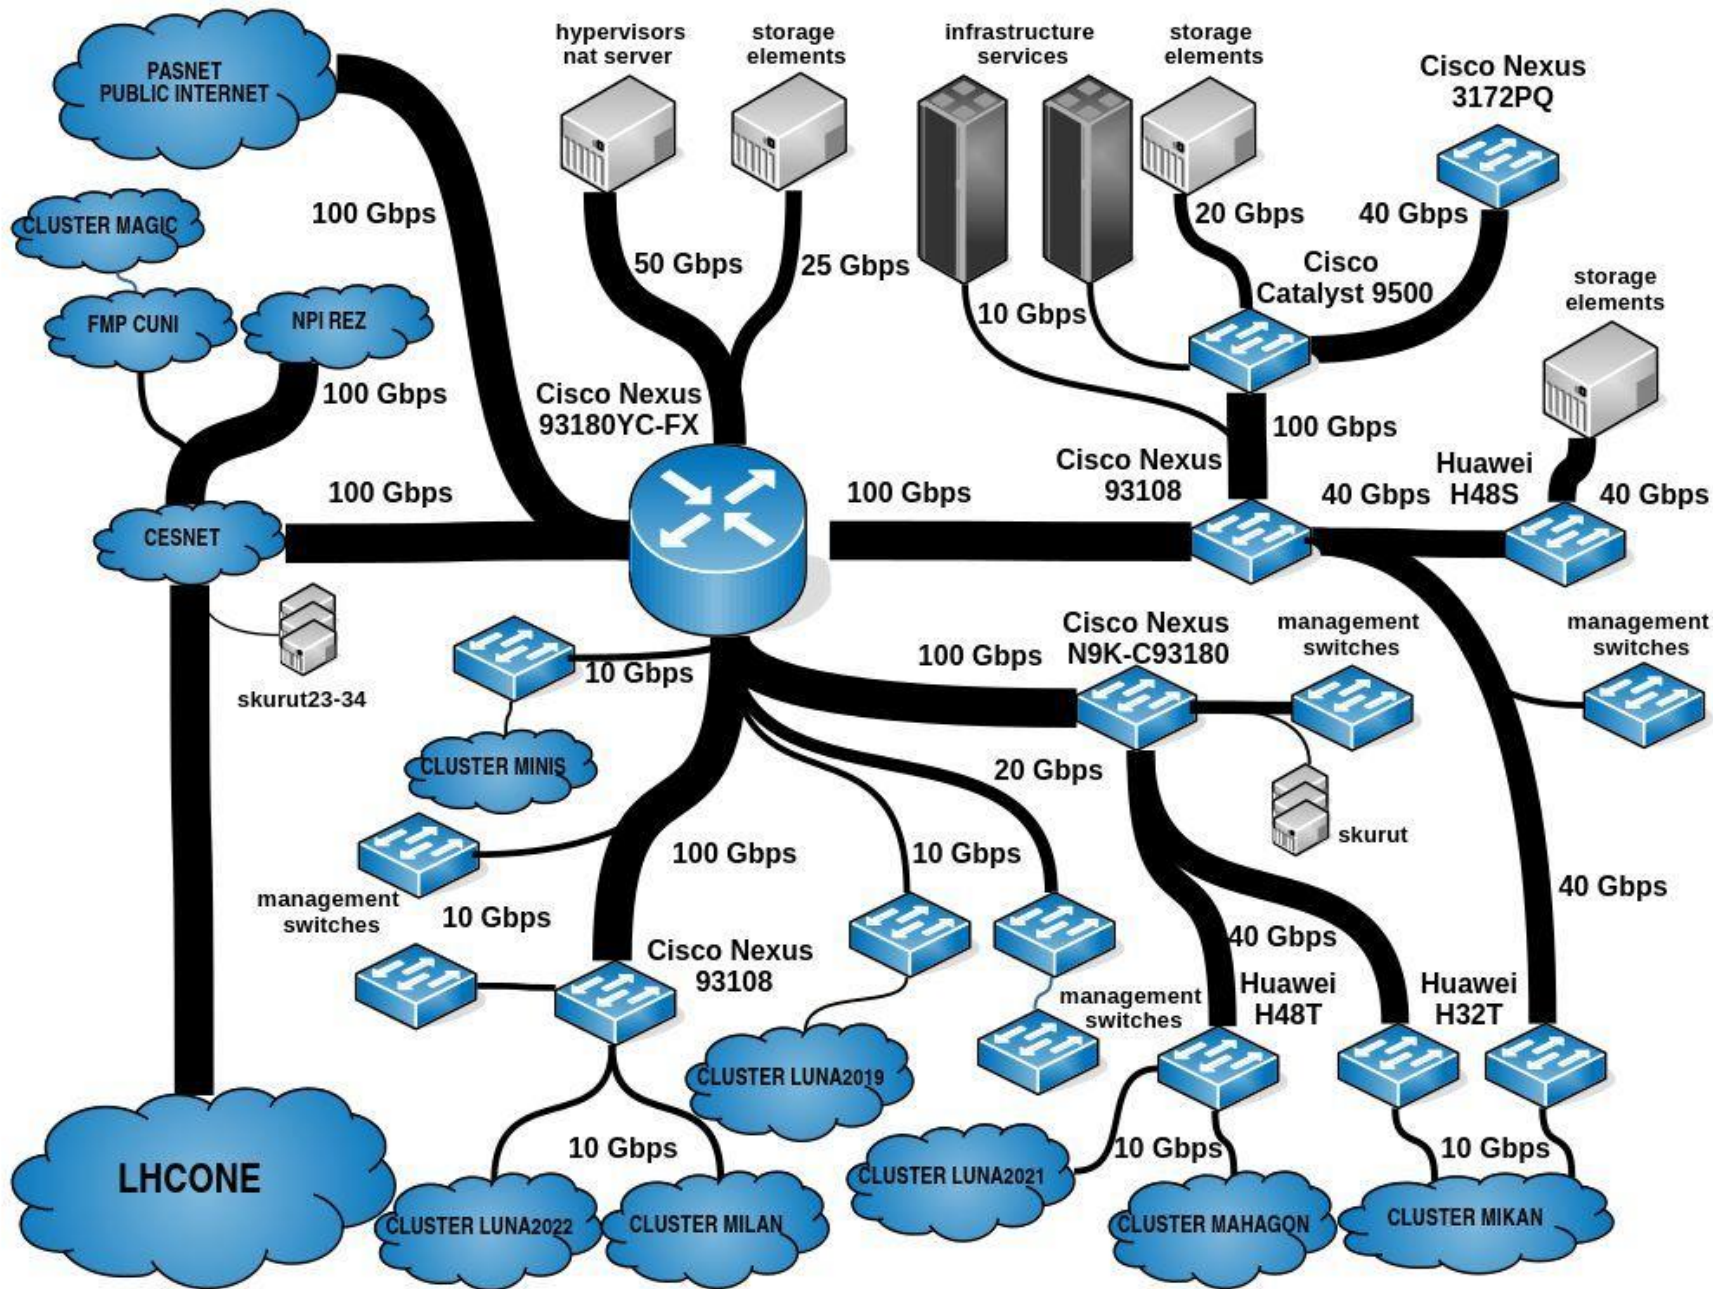 hypervisors
nat server
storage
elements
infrastructure
services
storage
elements
Cisco Nexus
3172PQ
PASNET
PUBLIC INTERNET
100 Gbps
CLUSTER MAGIC
20 Gbps
40 Gbps
50 Gbps
25 Gbps
Cisco
Catalyst 9500
storage
elements
10 Gbps
FMP CUNI
NPI REZ
100 Gbps
Cisco Nexus
93180YC-FX
100 Gbps
Cisco Nexus
93108
Huawei
H48S
100 Gbps
100 Gbps
40 Gbps
40 Gbps
CESNET
skurut23-34
10 Gbps
100 Gbps
Cisco Nexus
N9K-C93180
management
switches
management
switches
CLUSTER MINIS
20 Gbps
skurut
100 Gbps
10 Gbps
40 Gbps
management
switches
10 Gbps
Cisco Nexus
93108
40 Gbps
management
switches
Huawei
H48T
Huawei
H32T
CLUSTER LUNA2019
LHCONE
10 Gbps
10 Gbps
10 Gbps
CLUSTER LUNA2021
CLUSTER LUNA2022
CLUSTER MILAN
CLUSTER MAHAGON
CLUSTER MIKAN